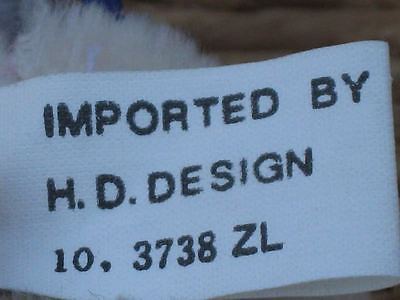 IMPORTED BY
H.D.DESIGN
10. 3738 ZL